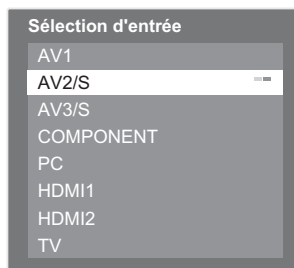 Sélection d'entrée
AV1
AV2/S
AV3/S
COMPONENT
PC
HDMI1
HDMI2
TV